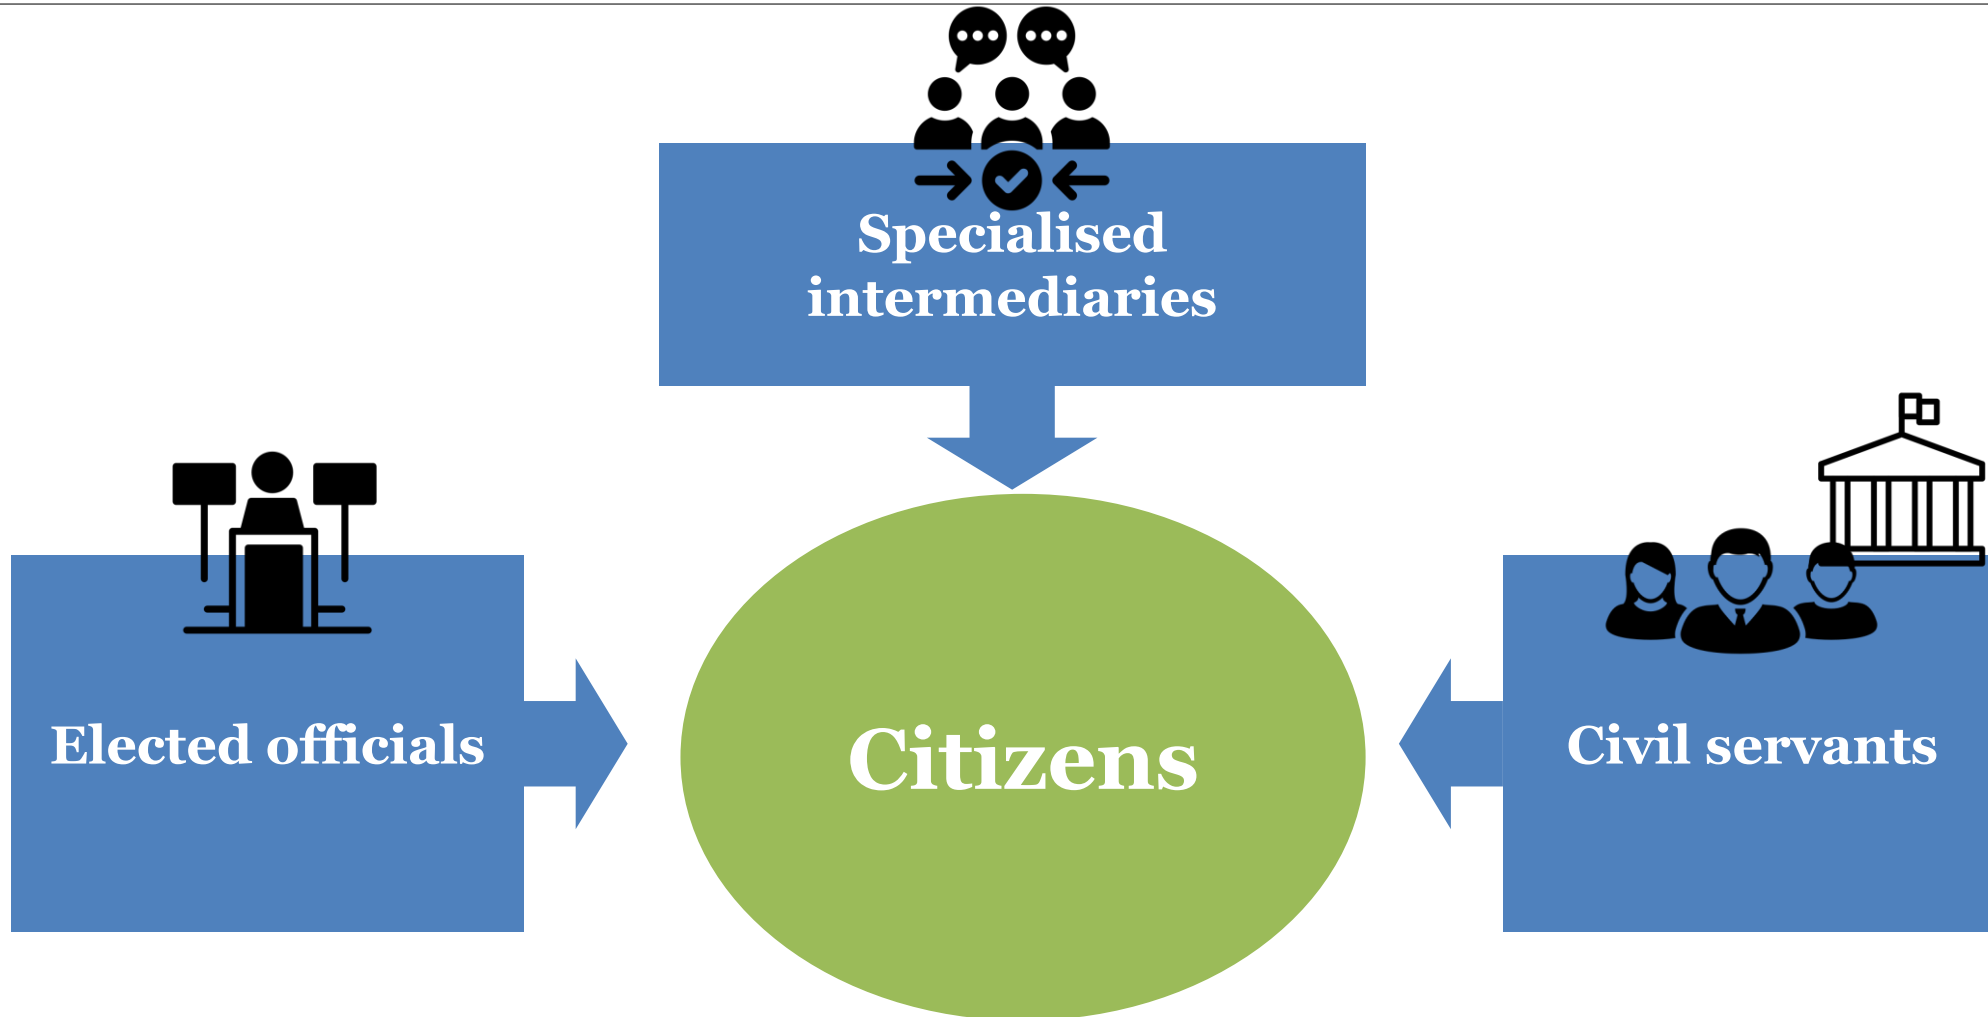 Specialised
intermediaries
Elected officials
Citizens
Civil servants